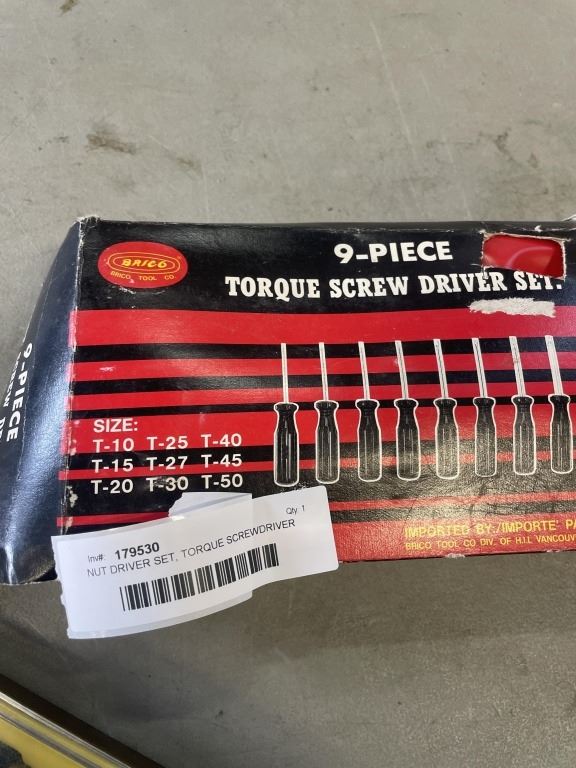 BRICO
BRICO TOOL CO.
9-PIECE
TORQUE SCREW DRIVER SET.
SIZE:
T-10 T-25 T-40
T-15 T-27 T-45
T-20 T-30 T-50
IMPORTED BY./IMPORTE' PA
BRICO TOOL CO DIV. OF H.I.L VANCOUV
9-PIECE
Inv#: 179530 Qty. 1
NUT DRIVER SET, TORQUE SCREWDRIVER